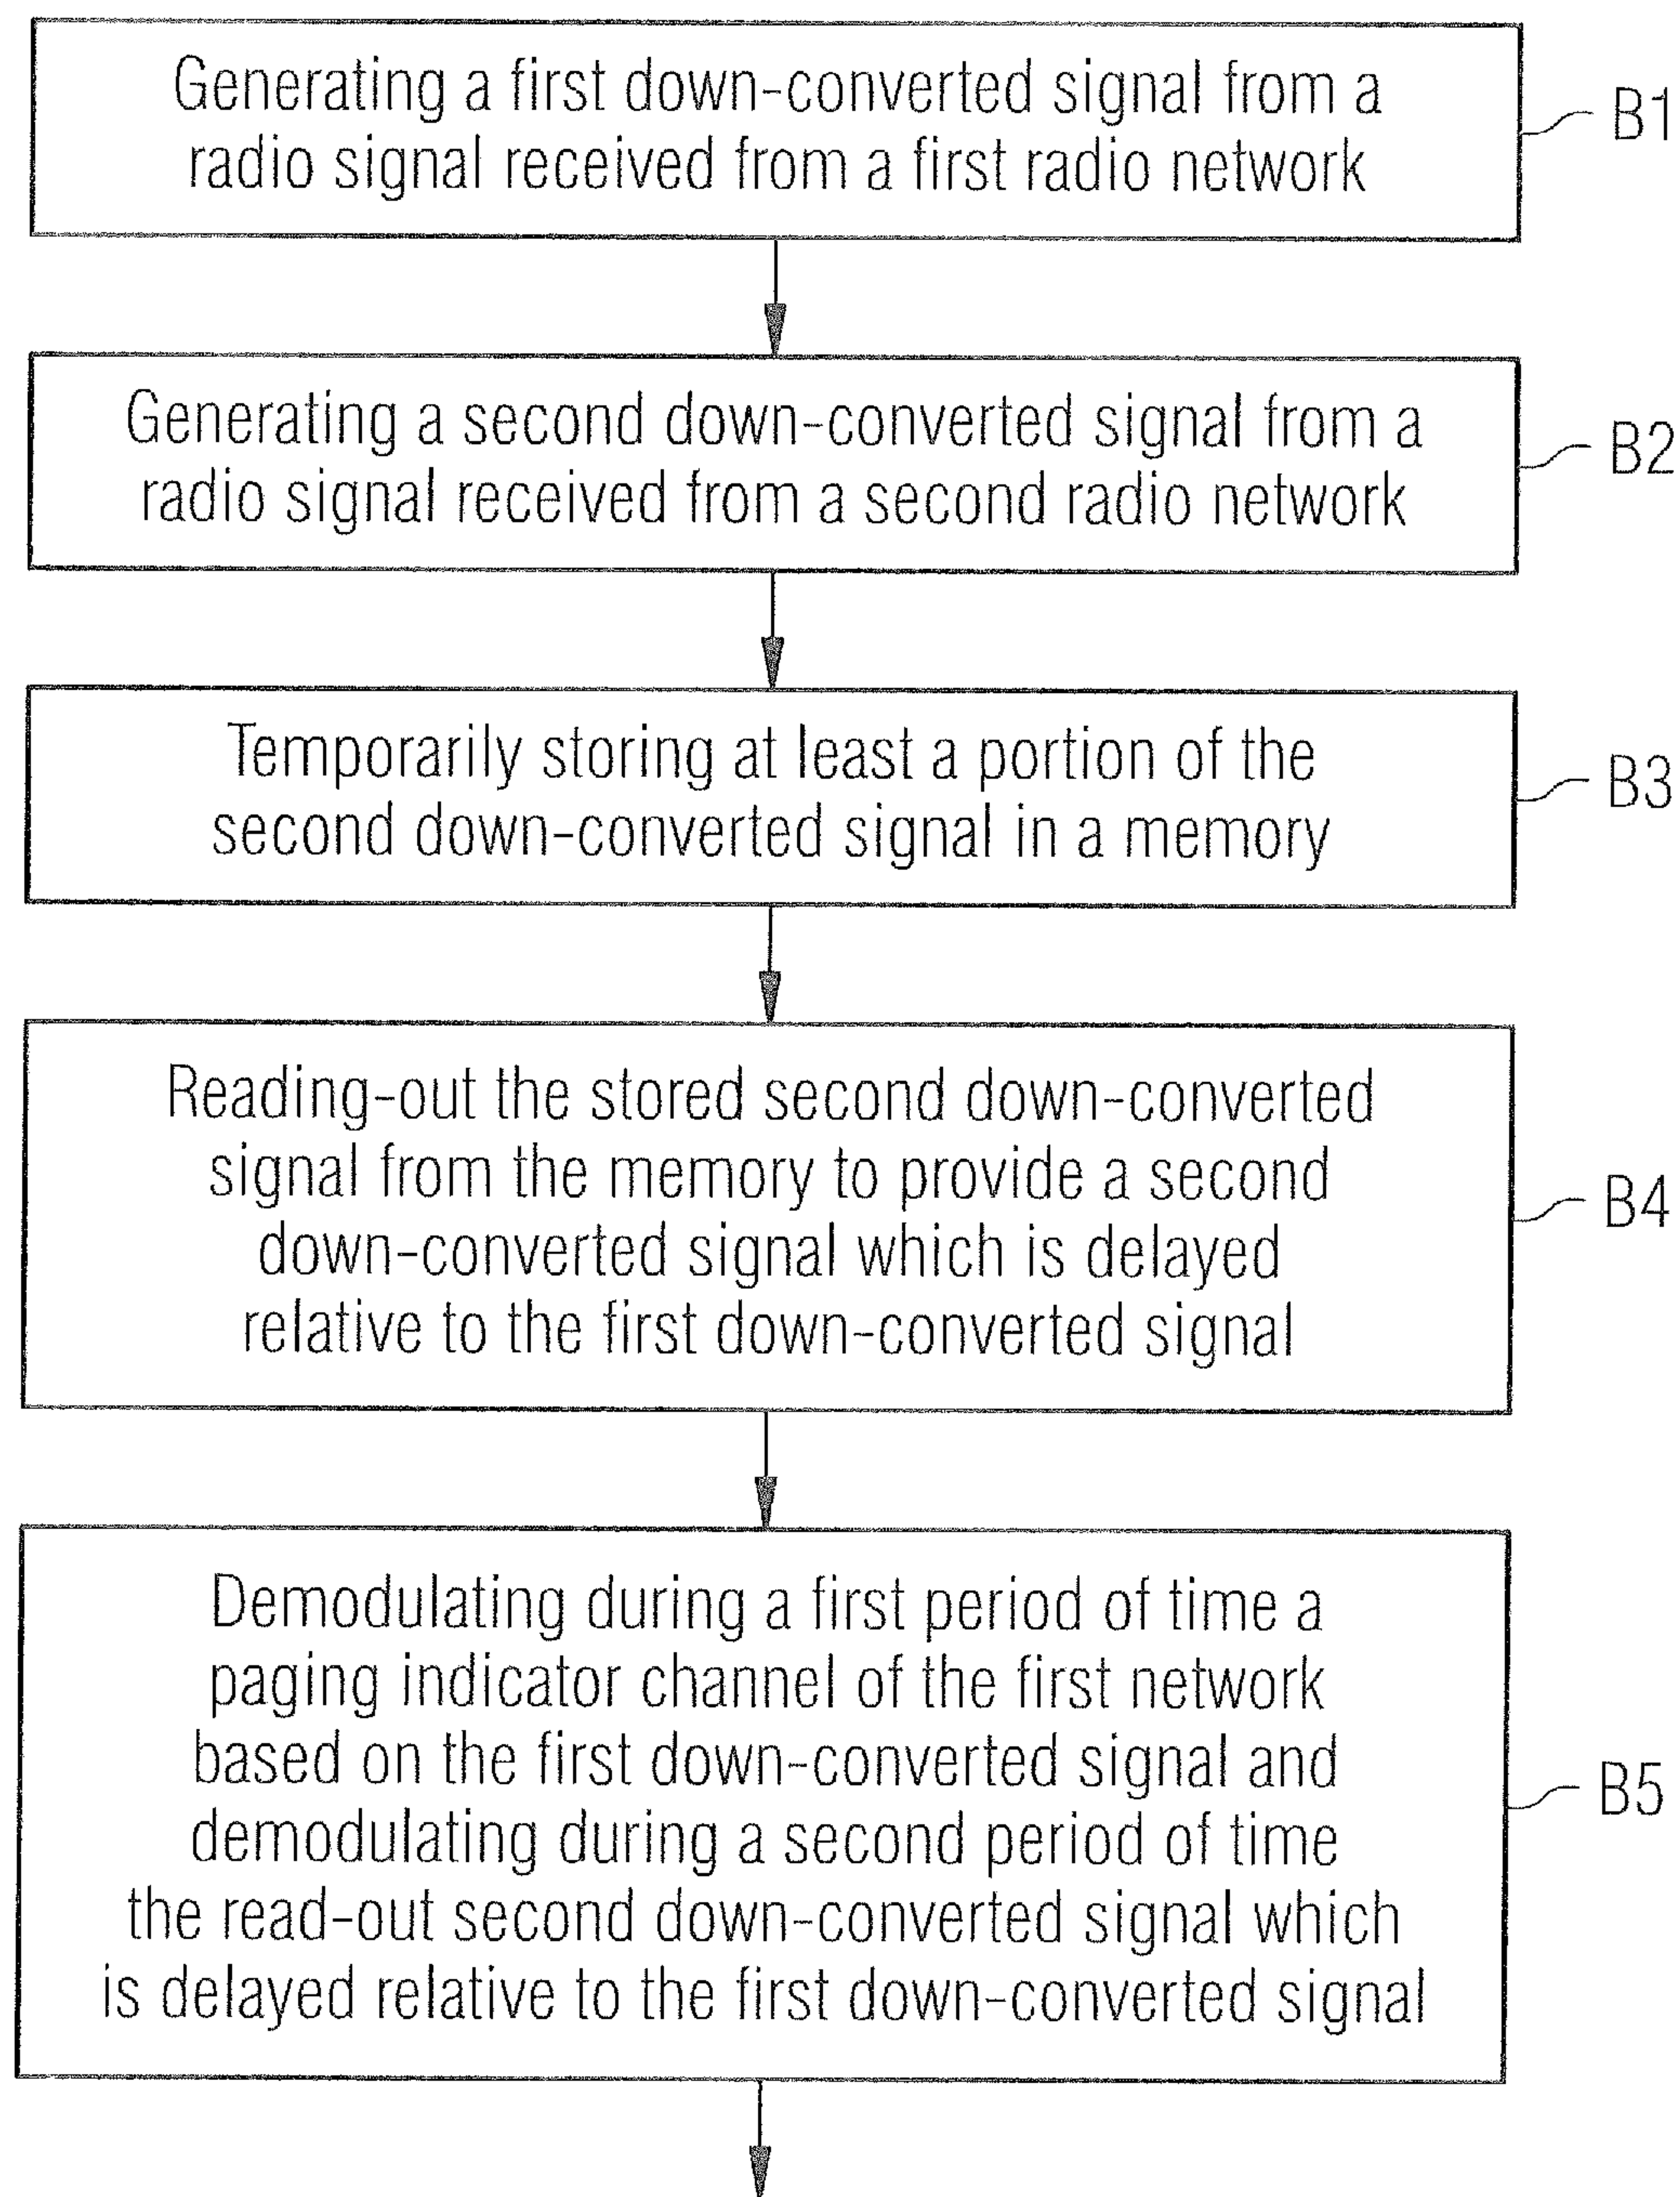 Generating a first down-converted signal from a
radio signal received from a first radio network
B1
Generating a second down-converted signal from a
radio signal received from a second radio network
B2
Temporarily storing at least a portion of the
second down-converted signal in a memory
B3
Reading-out the stored second down-converted
signal from the memory to provide a second
down-converted signal which is delayed
relative to the first down-converted signal
B4
Demodulating during a first period of time a
paging indicator channel of the first network
based on the first down-converted signal and
demodulating during a second period of time
the read-out second down-converted signal which
is delayed relative to the first down-converted signal
B5